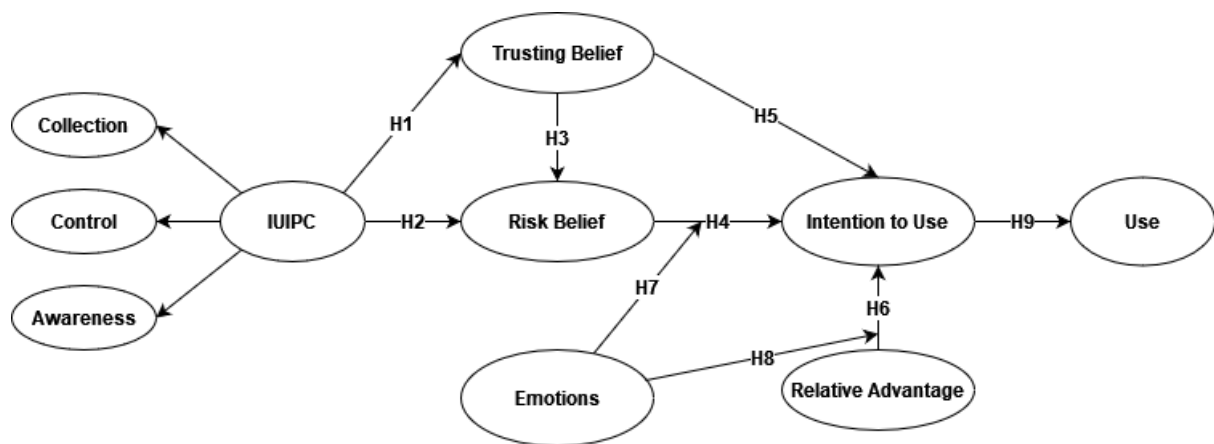 Trusting Belief
Collection
H1
H5
H3
Control
IUIPC
H2
Risk Belief
H4
Intention to Use
H9
Use
H7
Awareness
H6
H8
Emotions
Relative Advantage